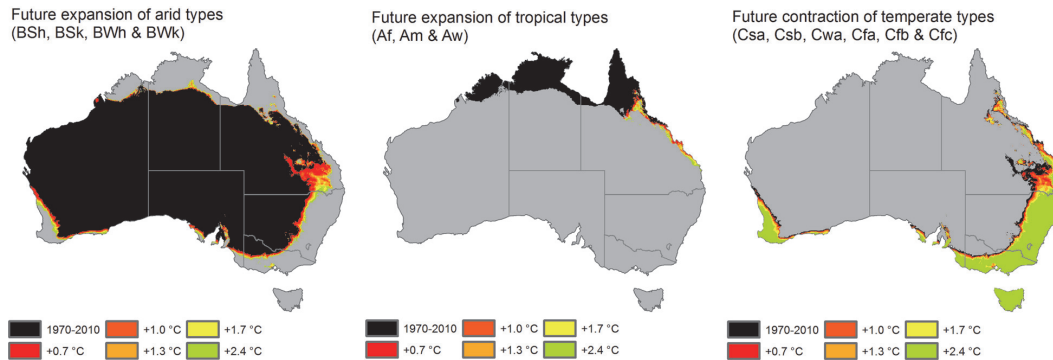 Future expansion of arid types
(BSh, BSk, BWh & BWk)
1970-2010
+1.0 °C
+1.7 °C
+0.7 °C
+1.3 °C
+2.4 °C
Future expansion of tropical types
(Af, Am & Aw)
1970-2010
+1.0 °C
+1.7 °C
+0.7 °C
+1.3 °C
+2.4 °C
Future contraction of temperate types
(Csa, Csb, Cwa, Cfa, Cfb & Cfc)
1970-2010
+1.0 °C
+1.7 °C
+0.7 °C
+1.3 °C
+2.4 °C